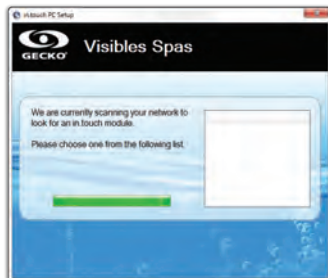 in.touch PC Setup
GECKO
Visibles Spas
We are currently scanning your network to
look for an in.touch module.
Please choose one from the following list.